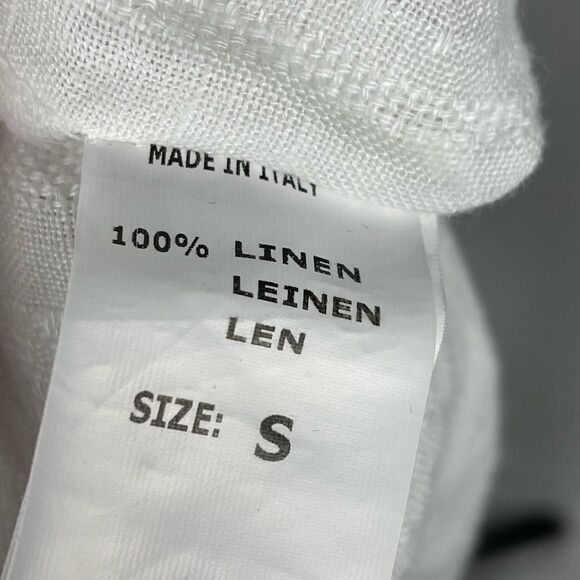 MADE IN ITALY
100% LINEN
LEINEN
LEN
SIZE: S